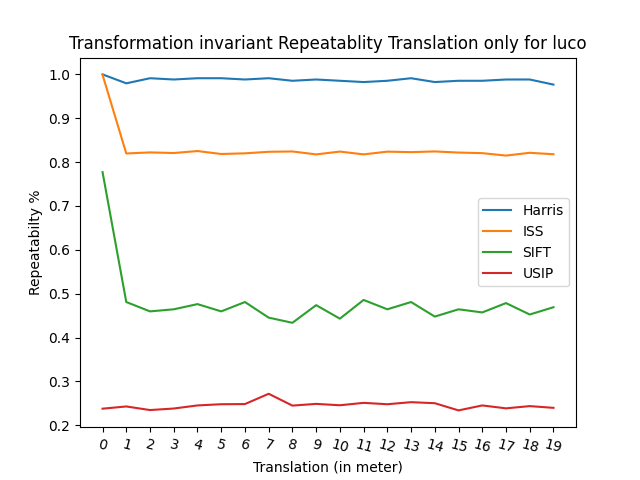 Transformation invariant Repeatablity Translation only for luco
1.0
0.9
0.8
0.7
0.6
0.5
0.4
0.3
0.2
Repeatabilty %
Harris
ISS
SIFT
USIP
0 1 2 3 4 5 6 7 8 9 10 11 12 13 14 15 16 17 18 19
Translation (in meter)